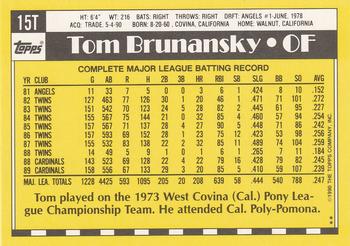 15T
Topps
HT: 6'4" WT. 216 BATS: RIGHT THROWS: RIGHT DRFT: ANGELS #1-JUNE, 1978
ACQ: TRADE, 5-4-90 BORN: 8-20-60, COVINA, CALIFORNIA HOME: WALNUT, CALIFORNIA
Tom Brunansky • OF
COMPLETE MAJOR LEAGUE BATTING RECORD
YR CLUB G AB R H 2B 3B HR RBI SB SLG BB SO AVG
81 ANGELS 11 33 7 5 0 0 3 6 1 .424 8 10 .152
82 TWINS 127 463 77 126 30 1 20 46 1 .471 71 101 .272
83 TWINS 151 542 70 123 24 5 28 82 2 .445 61 95 .227
84 TWINS 155 567 75 144 21 0 32 85 4 .460 57 94 .254
85 TWINS 157 567 71 137 28 4 27 90 5 .448 71 86 .242
86 TWINS 157 593 69 152 28 1 23 75 12 .423 53 98 .256
87 TWINS 155 532 83 138 22 2 32 85 11 .489 74 104 .259
88 TWINS 14 49 5 9 1 0 1 6 1 .265 7 11 .184
88 CARDINALS 143 523 69 128 22 4 22 79 16 .428 79 82 .245
89 CARDINALS 158 556 67 133 29 3 20 85 5 .410 59 107 .239
MAJ. LEA. TOTALS 1228 4425 593 1095 205 20 208 639 58 .440 540 788 .247
Tom played on the 1973 West Covina (Cal.) Pony League Championship Team. He attended Cal. Poly-Pomona.
© 1990 THE TOPPS COMPANY, INC.
**